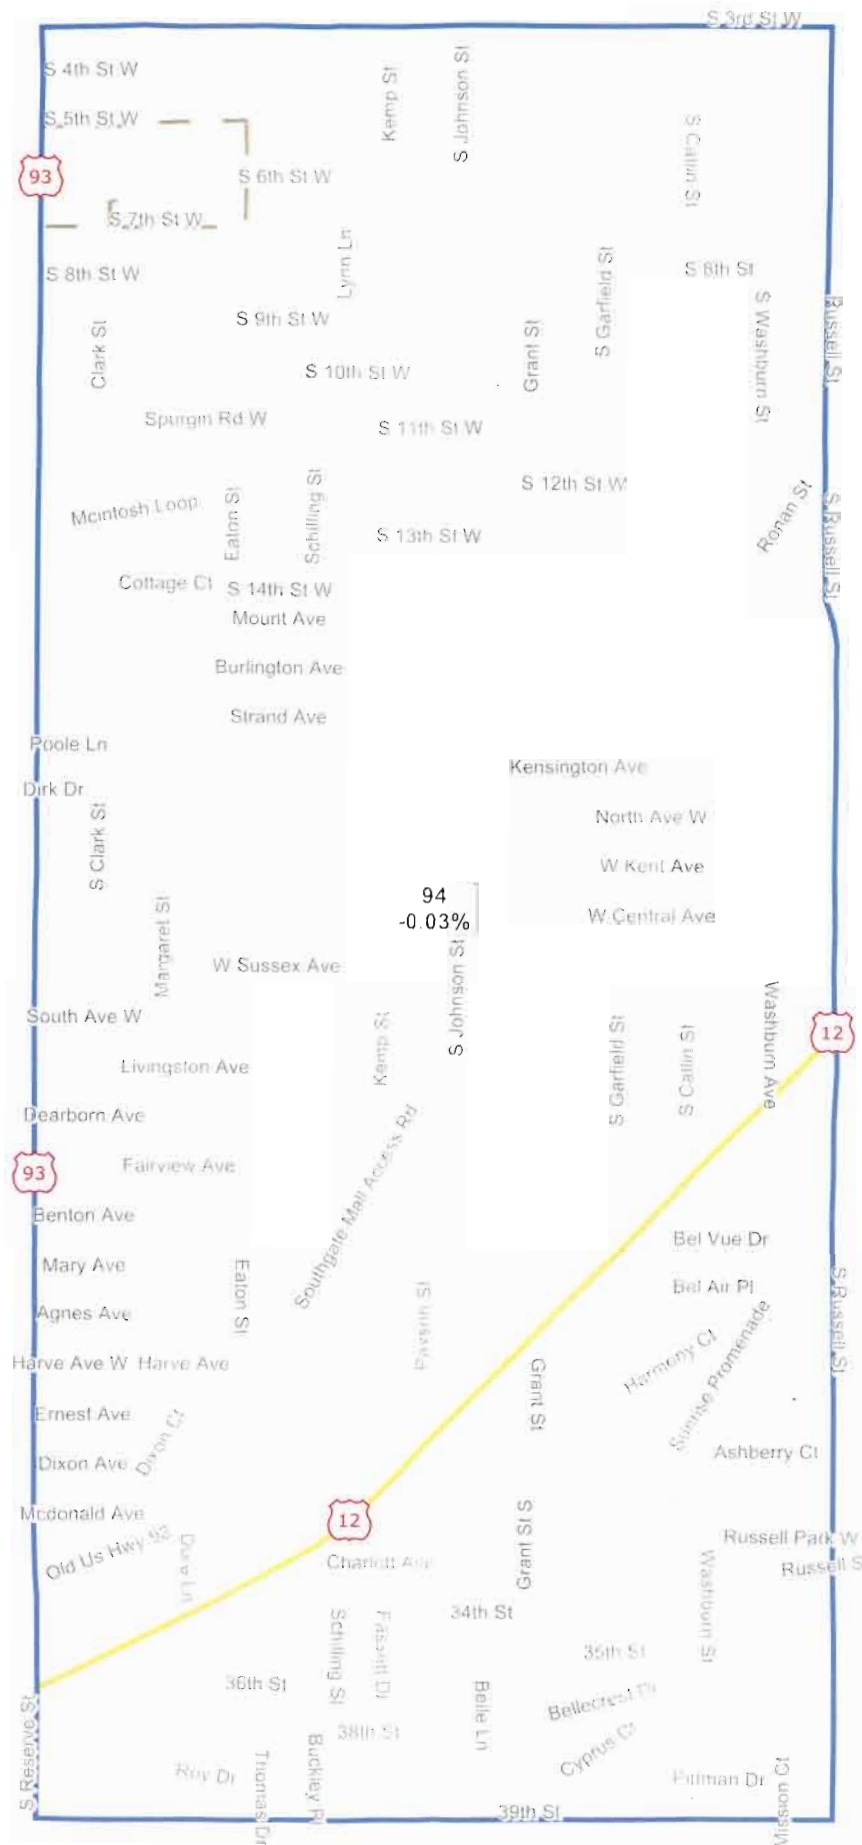 S 3rd St W
S 4th St W
Kemp St
S Johnson St
S 5th St W
S Catlin St
93
S 6th St W
S 7th St W
Lynn Ln
S Garfield St
S 8th St W
S 8th St
S 9th St W
Clark St
Grant St
S Washburn St
Russell St
S 10th St W
Spurgin Rd W
S 11th St W
S 12th St W
Mcintosh Loop
Eaton St
Schilling St
Ronan St
S Russell St
S 13th St W
Cottage Ct
S 14th St W
Mount Ave
Burlington Ave
Strand Ave
Poole Ln
Kensington Ave
Dirk Dr
North Ave W
S Clark St
W Kent Ave
94
-0.03%
W Central Ave
Margaret St
W Sussex Ave
S Johnson St
South Ave W
Kemp St
S Garfield St
S Catlin St
Washburn Ave
12
Livingston Ave
Dearborn Ave
Southgate Mall Access Rd
93
Fairview Ave
Benton Ave
Bel Vue Dr
Mary Ave
Eaton St
Bel Air Pl
S Russell St
Agnes Ave
Paxson St
Harmony Ct
Sunrise Promenade
Harve Ave W
Harve Ave
Grant St
Ernest Ave
Dixon Ct
Dixon Ave
Ashberry Ct
Mcdonald Ave
12
Old Us Hwy 93
Grant St S
Russell Park W
Charlott Ave
Russell S
Washburn St
34th St
Schilling St
Fassett Dr
35th St
36th St
Belle Ln
Bellecrest Dr
S Reserve St
38th St
Cyprus Ct
Roy Dr
Thomas Dr
Buckley Pl
Pittman Dr
Mission Ct
39th St